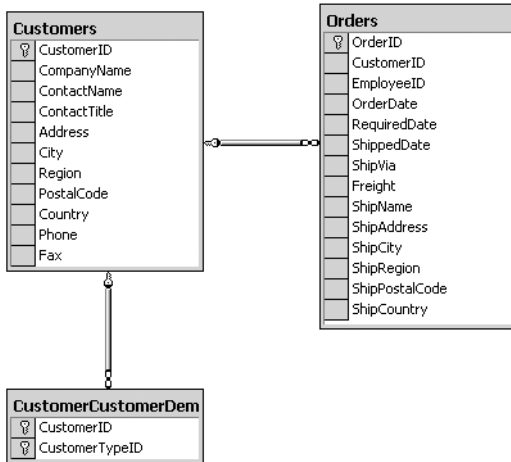 Customers
CustomerID
CompanyName
ContactName
ContactTitle
Address
City
Region
PostalCode
Country
Phone
Fax
Orders
OrderID
CustomerID
EmployeeID
OrderDate
RequiredDate
ShippedDate
ShipVia
Freight
ShipName
ShipAddress
ShipCity
ShipRegion
ShipPostalCode
ShipCountry
CustomerCustomerDem
CustomerID
CustomerTypeID